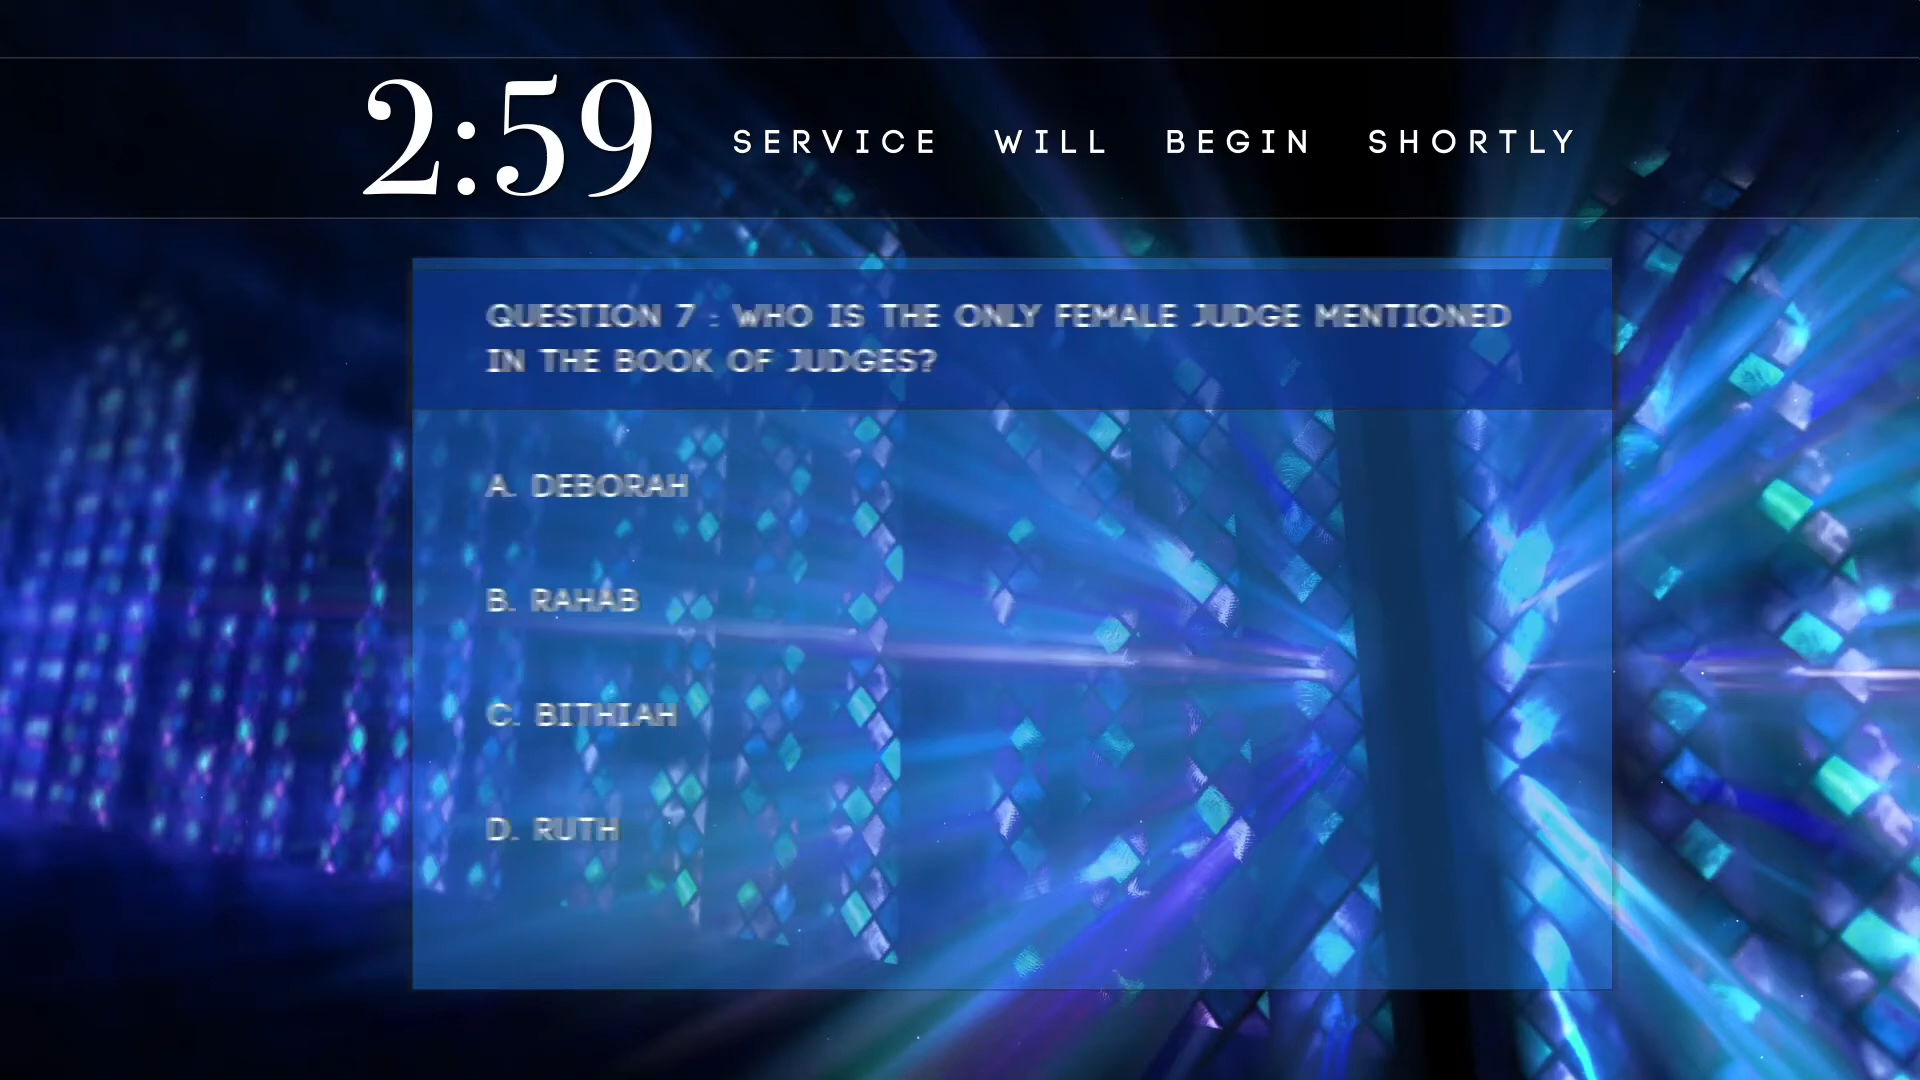 2:59 SERVICE WILL BEGIN SHORTLY
QUESTION 7 : WHO IS THE ONLY FEMALE JUDGE MENTIONED
IN THE BOOK OF JUDGES?
A. DEBORAH
B. RAHAB
C. BITHIAH
D. RUTH